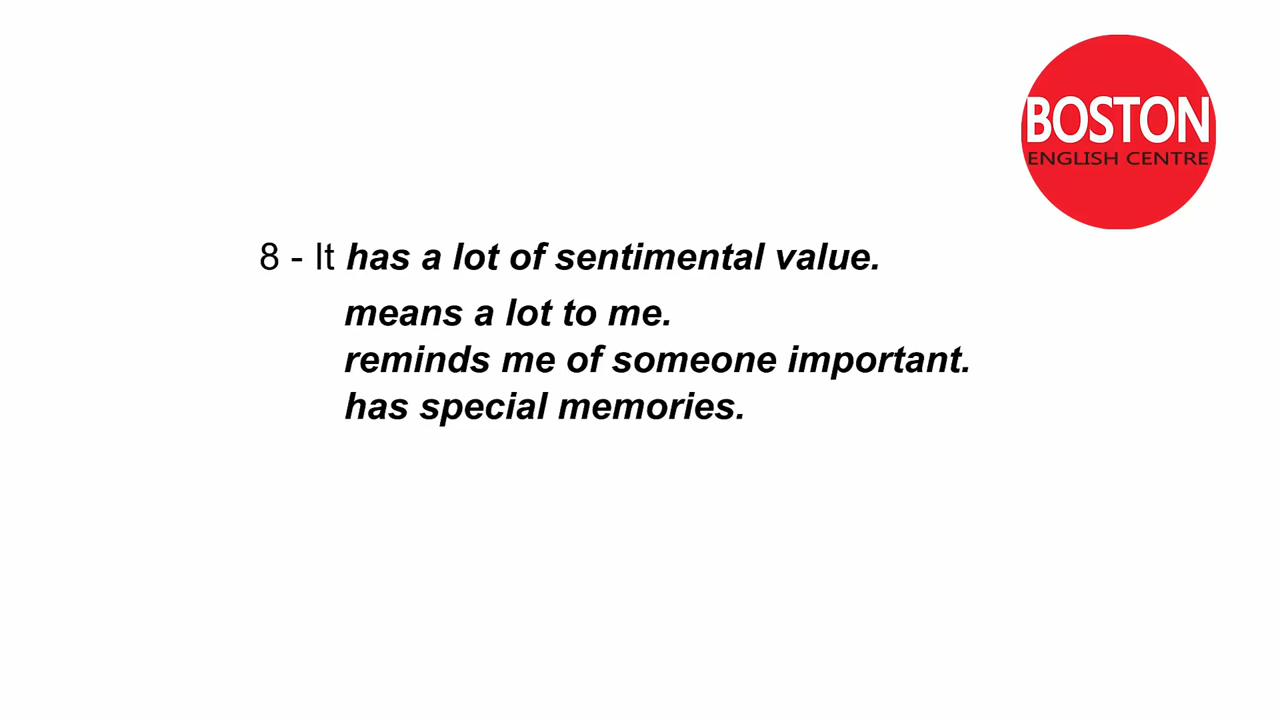 BOSTON
ENGLISH CENTRE
8 - It has a lot of sentimental value.
means a lot to me.
reminds me of someone important.
has special memories.